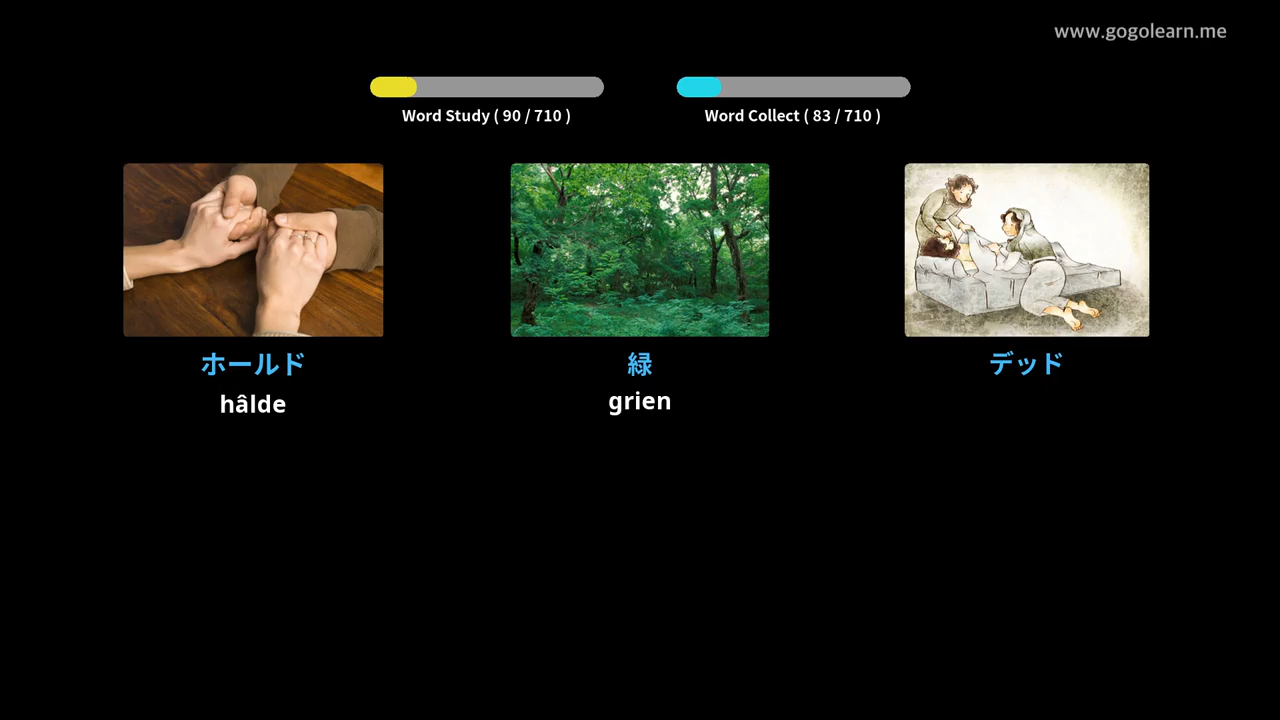 www.gogolearn.me
Word Study ( 90 / 710 )
Word Collect ( 83 / 710 )
ホールド
緑
デッド
hâlde
grien